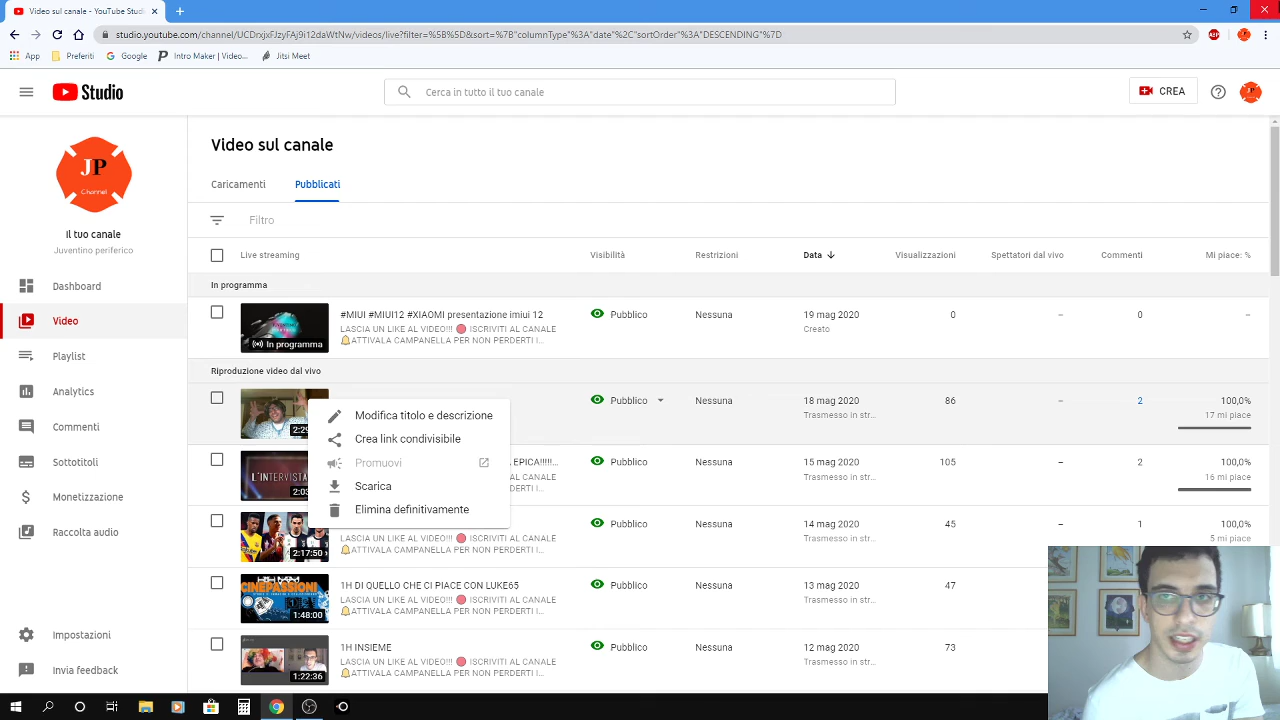 Video sul canale - YouTube Studi
studio.youtube.com/channel/UCDnxjxFJzyFAj9i12daWtNw/videos/live?filter=%5B%5D&sort=%7B"columnType"%3A"date"%2C"sortOrder"%3A"DESCENDING"%7D
App Preferiti Google Intro Maker | Video... Jitsi Meet
Studio
Cerca in tutto il tuo canale
CREA
JP
Channel
Il tuo canale
Juventino periferico
Dashboard
Video
Playlist
Analytics
Commenti
Sottotitoli
Monetizzazione
Raccolta audio
Impostazioni
Invia feedback
Video sul canale
Caricamenti Pubblicati
Filtro
Live streaming Visibilità Restrizioni Data Visualizzazioni Spettatori dal vivo Commenti Mi piace: %
In programma
#MIUI #MIUI12 #XIAOMI presentazione imiui 12 Pubblico Nessuna 19 mag 2020 0 – 0 –
LASCIA UN LIKE AL VIDEO!!! 🔴 ISCRIVITI AL CANALE Creato
🔔ATTIVALA CAMPANELLA PER NON PERDERTI I...
In programma
Riproduzione video dal vivo
Pubblico Nessuna 18 mag 2020 86 – 2 100,0%
Trasmesso in str... 17 mi piace
Modifica titolo e descrizione
Crea link condivisibile
Promuovi
Scarica
Elimina definitivamente
L'INTERVISTA
EPICA!!!!!... Pubblico Nessuna 15 mag 2020 105 – 2 100,0%
AL CANALE Trasmesso in str... 16 mi piace
DERTI I...
Pubblico Nessuna 14 mag 2020 45 – 1 100,0%
LASCIA UN LIKE AL VIDEO!!! 🔴 ISCRIVITI AL CANALE Trasmesso in str... 5 mi piace
🔔ATTIVALA CAMPANELLA PER NON PERDERTI I...
2:17:50
1H DI QUELLO CHE CI PIACE CON LUKE65 Pubblico Nessuna 13 mag 2020 47
LASCIA UN LIKE AL VIDEO!!! 🔴 ISCRIVITI AL CANALE Trasmesso in str...
🔔ATTIVALA CAMPANELLA PER NON PERDERTI I...
CINEPASSIONI
1:48:00
1H INSIEME Pubblico Nessuna 12 mag 2020 73
LASCIA UN LIKE AL VIDEO!!! 🔴 ISCRIVITI AL CANALE Trasmesso in str...
🔔ATTIVALA CAMPANELLA PER NON PERDERTI I...
1:22:36